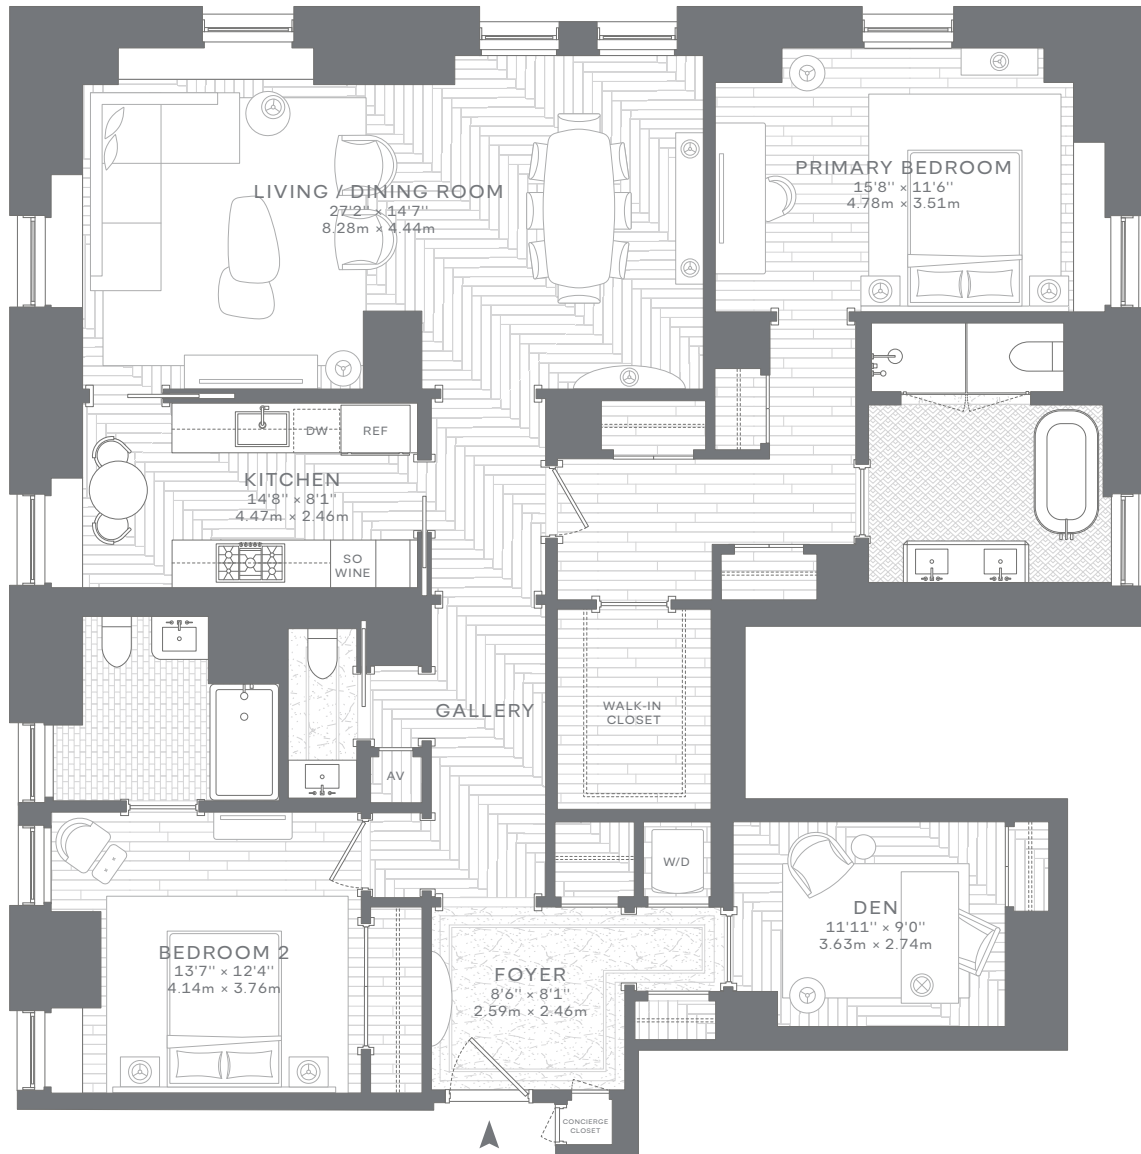 LIVING / DINING ROOM
27'2'' × 14'7''
8.28m × 4.44m
PRIMARY BEDROOM
15'8'' × 11'6''
4.78m × 3.51m
DW
REF
KITCHEN
14'8'' × 8'1''
4.47m × 2.46m
SO
WINE
GALLERY
WALK-IN
CLOSET
AV
W/D
DEN
11'11'' × 9'0''
3.63m × 2.74m
BEDROOM 2
13'7'' × 12'4''
4.14m × 3.76m
FOYER
8'6'' × 8'1''
2.59m × 2.46m
CONCIERGE
CLOSET